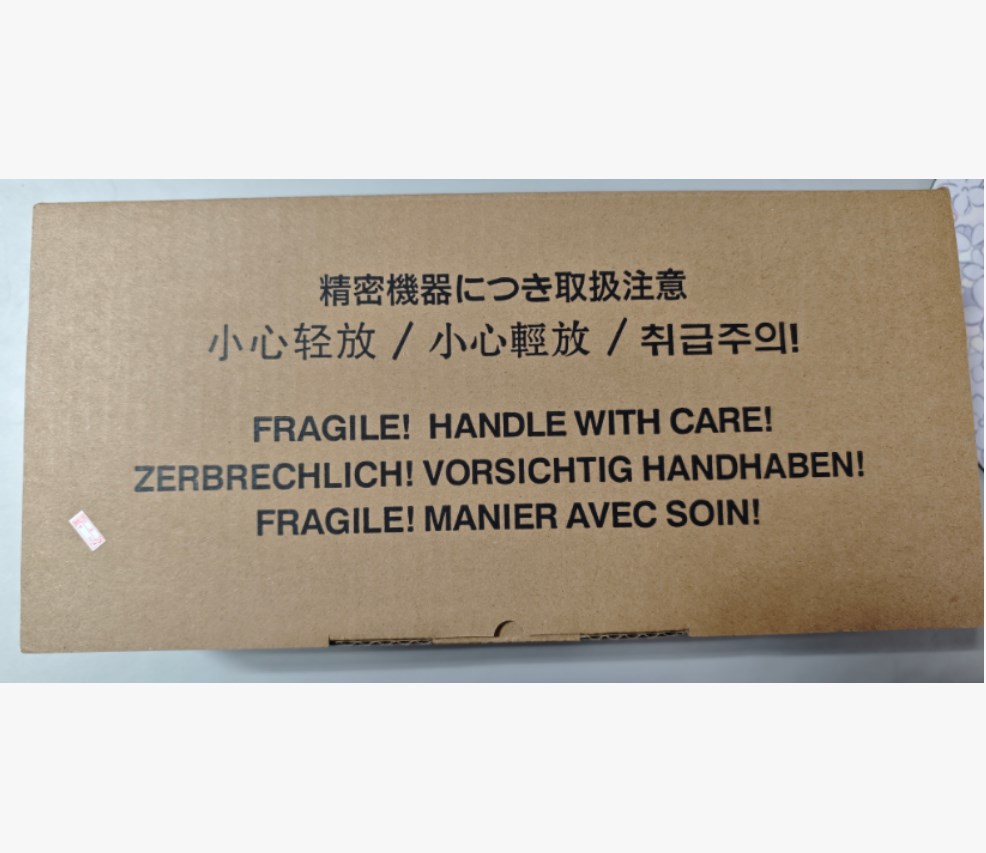 精密機器につき取扱注意
小心轻放 / 小心輕放 / 취급주의!
FRAGILE! HANDLE WITH CARE!
ZERBRECHLICH! VORSICHTIG HANDHABEN!
FRAGILE! MANIER AVEC SOIN!